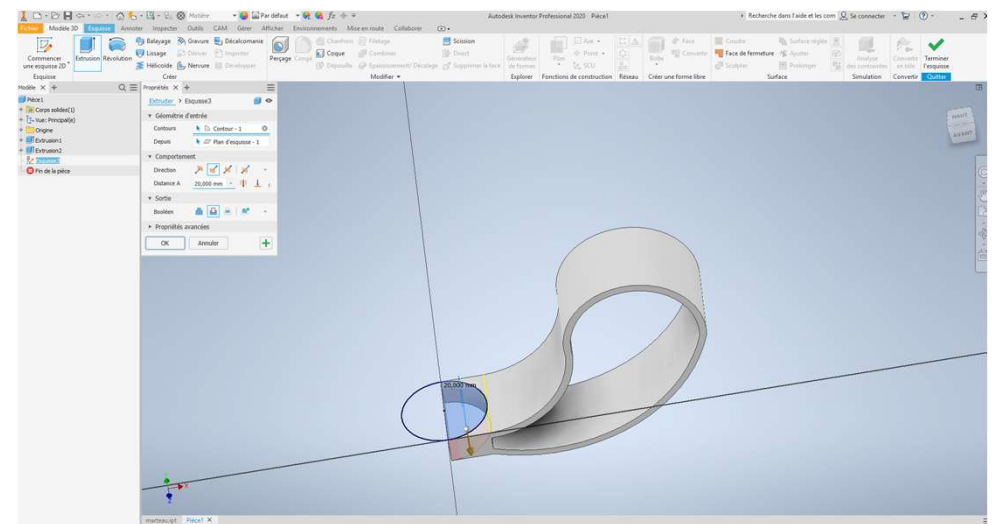 Matière
Par défaut
Autodesk Inventor Professional 2020 Pièce1
Recherche dans l'aide et les com
Se connecter
Fichier Modèle 3D Esquisse Annoter Inspecter Outils CAM Gérer Afficher Environnements Mise en route Collaborer
Commencer une esquisse 2D
Extrusion
Révolution
Balayage
Gravure
Décalcomanie
Lissage
Dériver
Importer
Hélicoïde
Nervure
Développer
Perçage
Congé
Chanfrein
Filetage
Scission
Coque
Combiner
Direct
Dépouille
Epaississement/ Décalage
Supprimer la face
Générateur de formes
Plan
Axe
Point
SCU
Boîte
Face
Convertir
Coudre
Surface réglée
Face de fermeture
Ajuster
Sculpter
Prolonger
Analyse des contraintes
Convertir en tôle
Terminer l'esquisse
Esquisse
Créer
Modifier
Explorer
Fonctions de construction
Réseau
Créer une forme libre
Surface
Simulation
Convertir
Quitter
Modèle
Pièce1
Corps solides(1)
Vue: Principal(e)
Origine
Extrusion1
Extrusion2
Esquisse3
Fin de la pièce
Propriétés
Extruder > Esquisse3
Géométrie d'entrée
Contours
Contour - 1
Depuis
Plan d'esquisse - 1
Comportement
Direction
Distance A
20,000 mm
Sortie
Booléen
Propriétés avancées
OK
Annuler
HAUT
AVANT
20,000 mm
X
Z
marteau.ipt
Pièce1